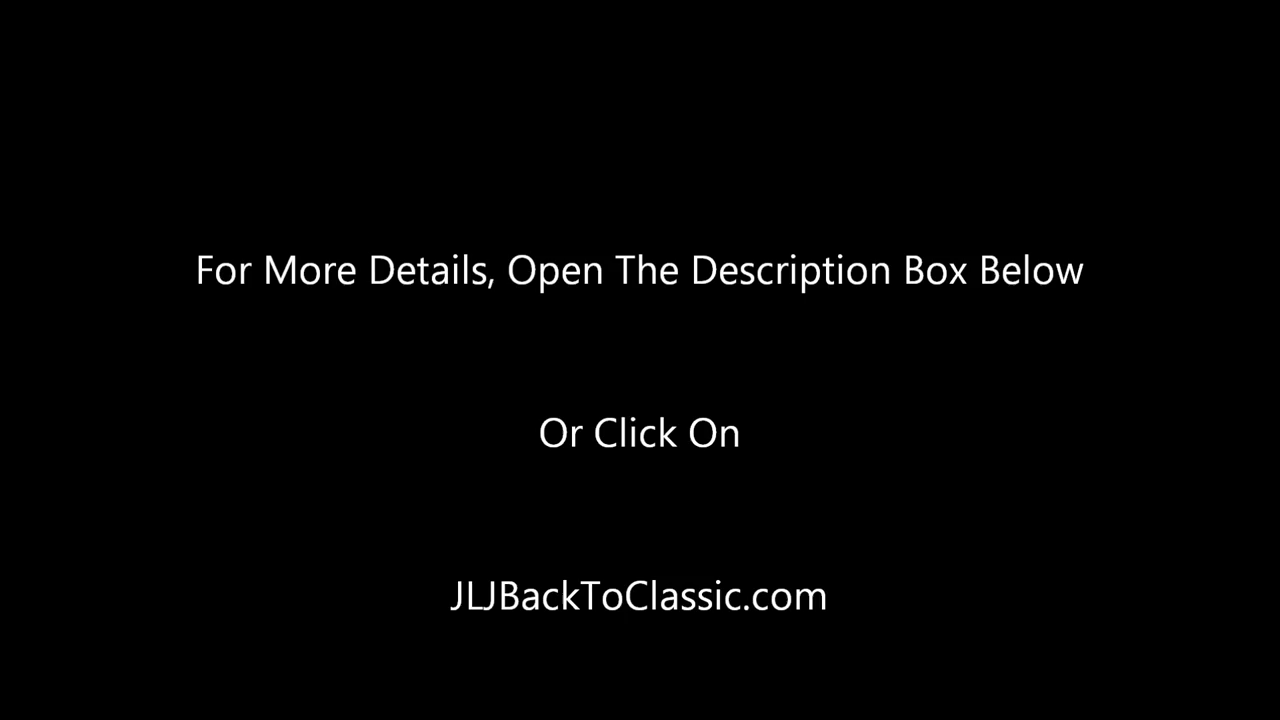 For More Details, Open The Description Box Below
Or Click On
JLJBackToClassic.com